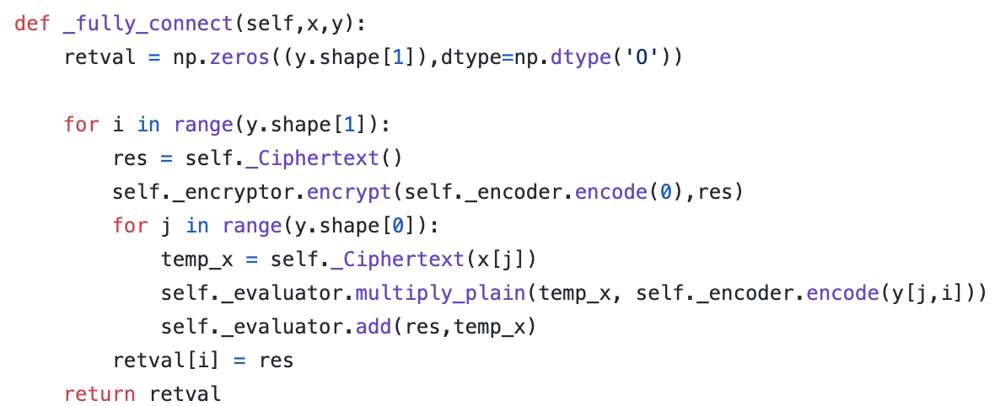 def _fully_connect(self,x,y):
    retval = np.zeros((y.shape[1]),dtype=np.dtype('O'))

    for i in range(y.shape[1]):
        res = self._Ciphertext()
        self._encryptor.encrypt(self._encoder.encode(0),res)
        for j in range(y.shape[0]):
            temp_x = self._Ciphertext(x[j])
            self._evaluator.multiply_plain(temp_x, self._encoder.encode(y[j,i]))
            self._evaluator.add(res,temp_x)
        retval[i] = res
    return retval